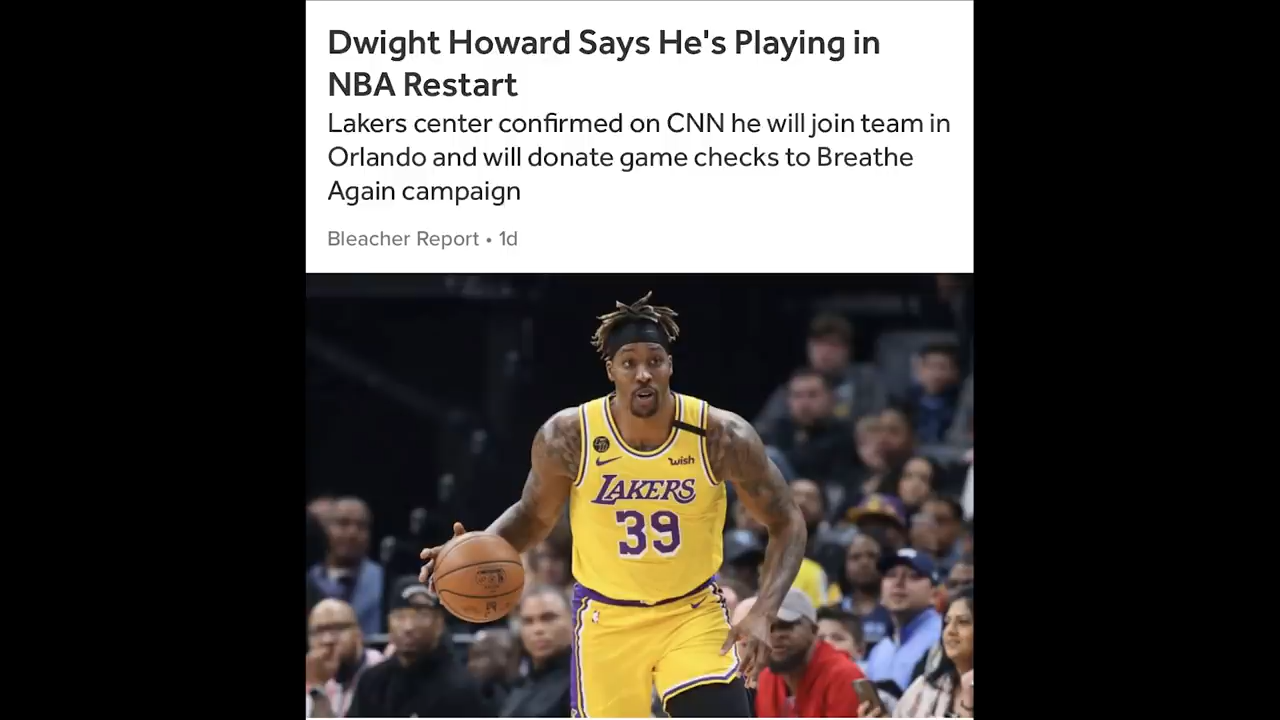 Dwight Howard Says He's Playing in
NBA Restart
Lakers center confirmed on CNN he will join team in
Orlando and will donate game checks to Breathe
Again campaign
Bleacher Report • 1d
wish
LAKERS
39